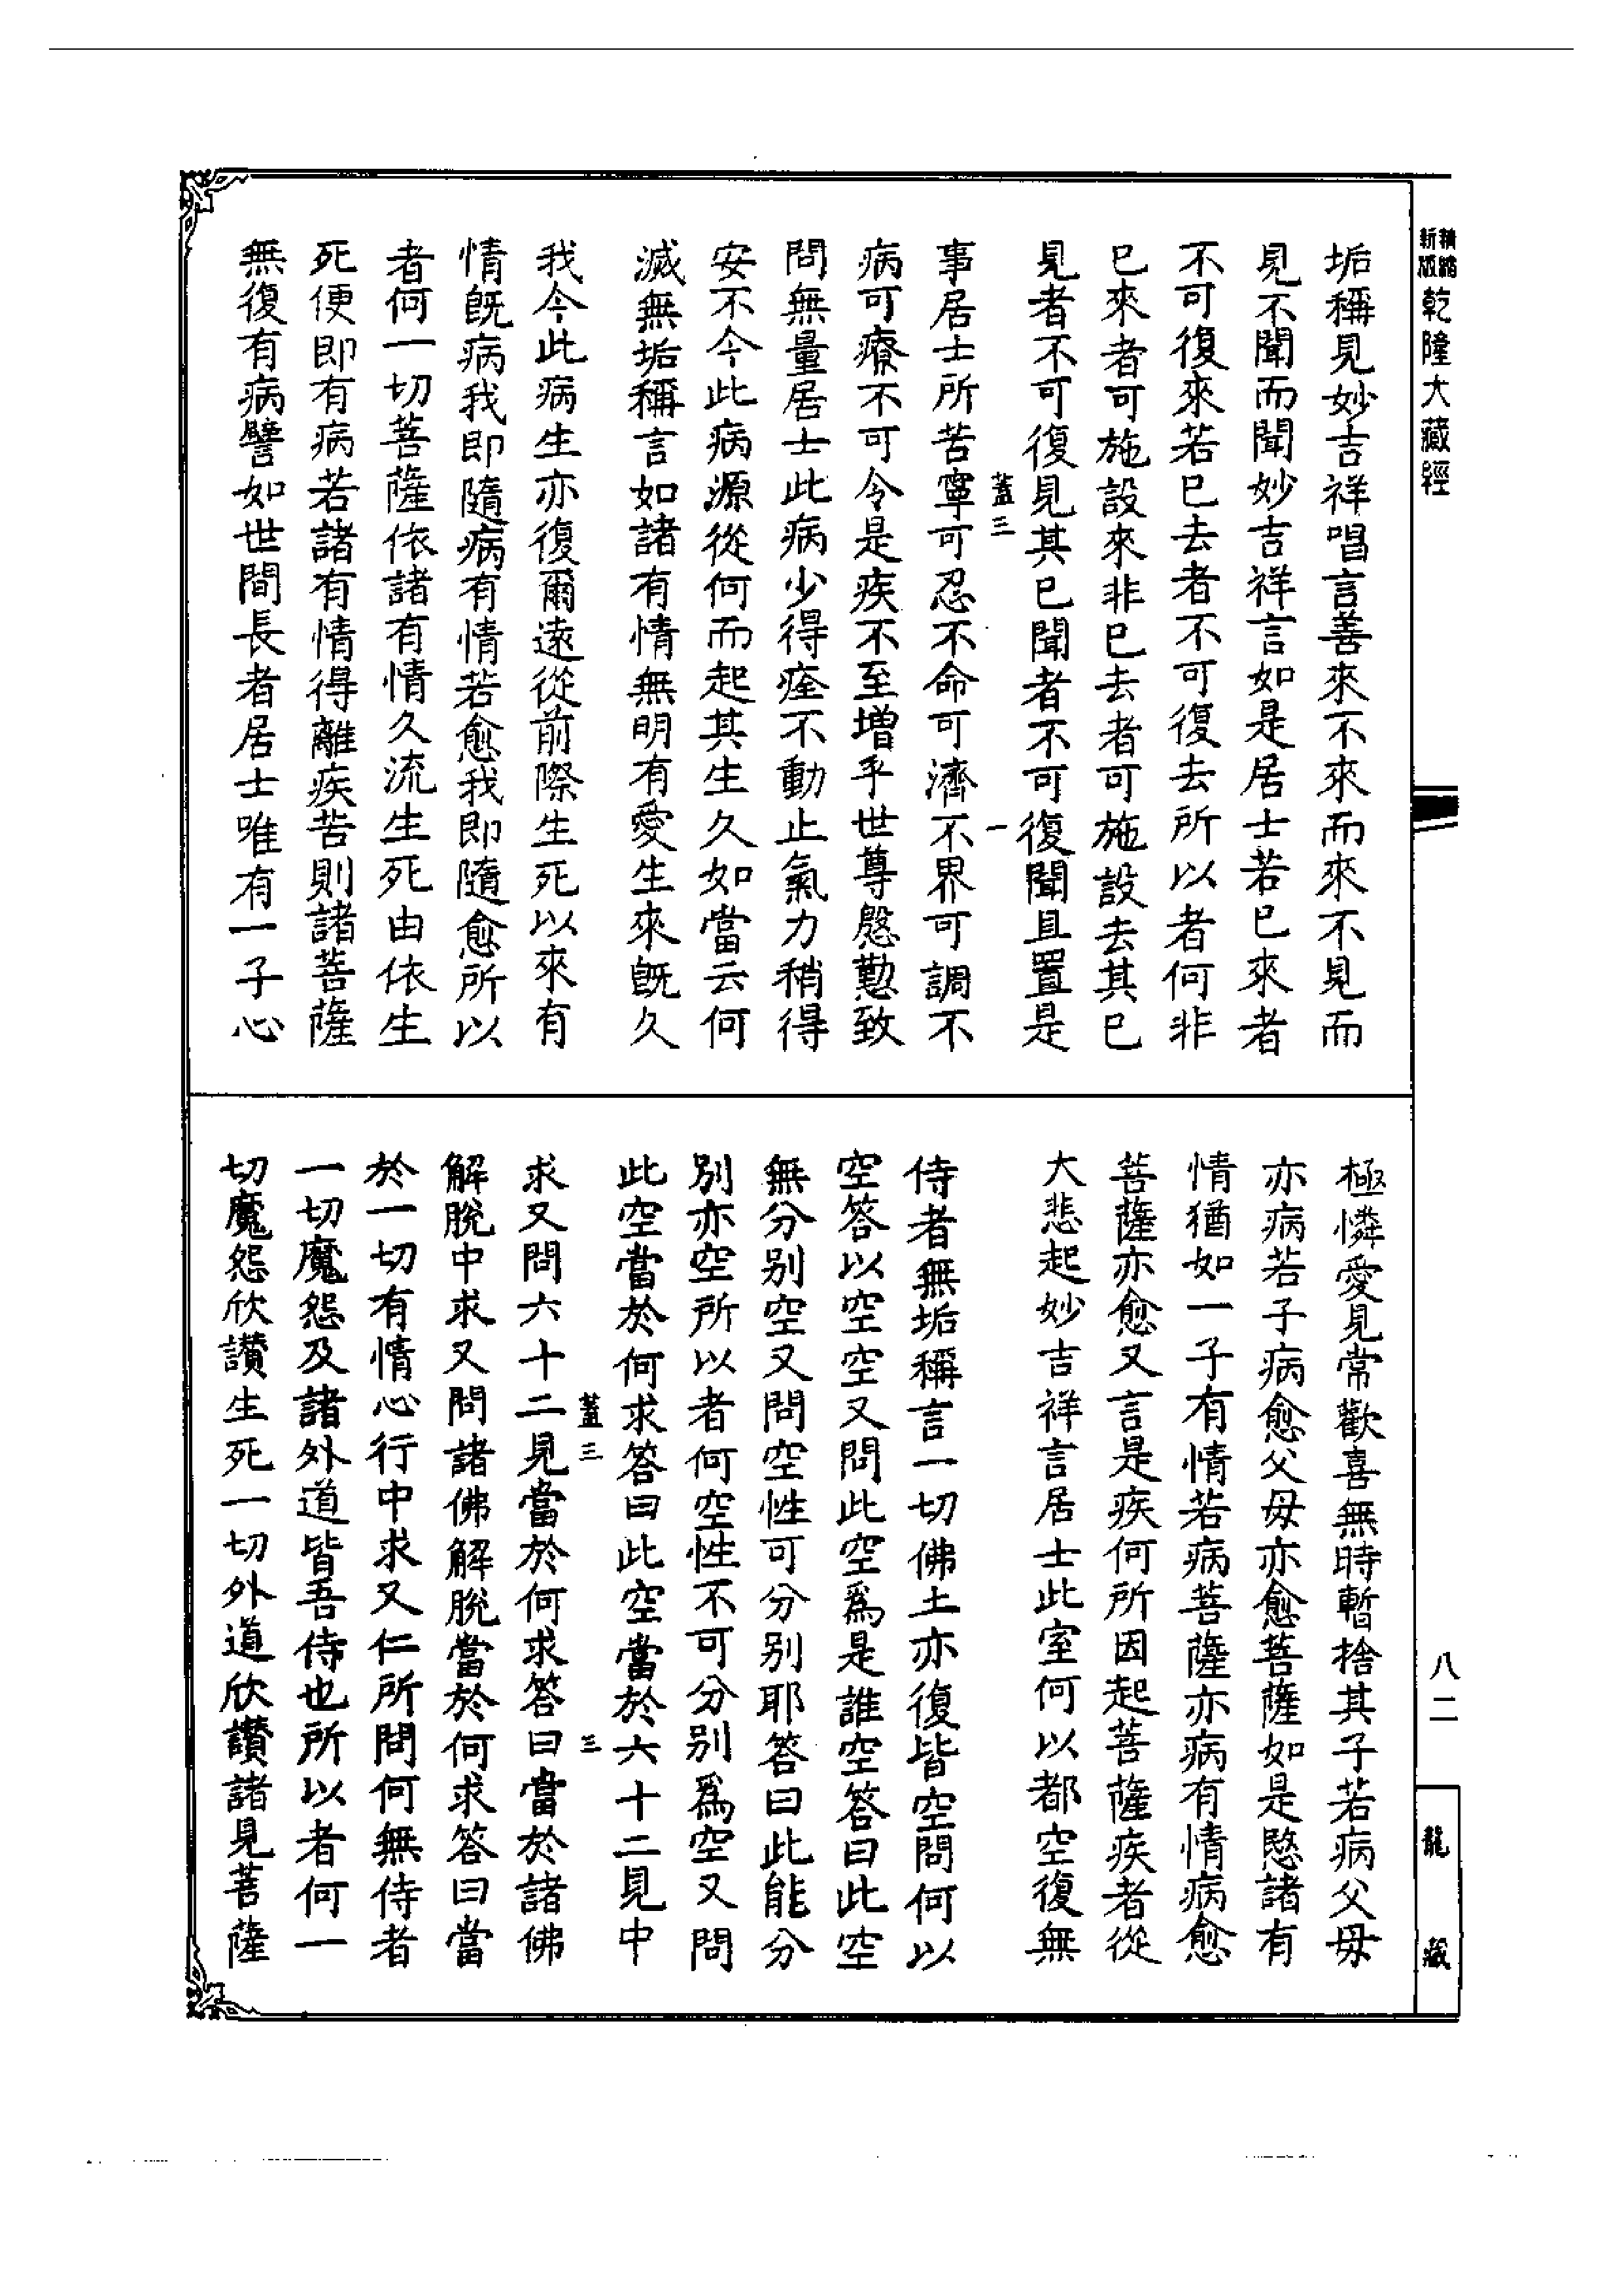 精縮新版乾隆大藏經
垢稱見妙吉祥唱言善來不來而來不見而
見不聞而聞妙吉祥言如是居士若已來者
不可復來若已去者不可復去所以者何非
已來者可施設來非已去者可施設去其已
見者不可復見其已聞者不可復聞且置是
蓋三 一
事居士所苦寧可忍不命可濟不界可調不
病可療不可令是疾不至增乎世尊慇懃致
問無量居士此病少得痊不動止氣力稍得
安不今此病源從何而起其生久如當云何
滅無垢稱言如諸有情無明有愛生來既久
我今此病生亦復爾遠從前際生死以來有
情既病我即隨病有情若愈我即隨愈所以
者何一切菩薩依諸有情久流生死由依生
死便即有病若諸有情得離疾苦則諸菩薩
無復有病譬如世間長者居士唯有一子心
極憐愛見常歡喜無時暫捨其子若病父母
亦病若子病愈父母亦愈菩薩如是愍諸有
情猶如一子有情若病菩薩亦病有情病愈
菩薩亦愈又言是疾何所因起菩薩疾者從
大悲起妙吉祥言居士此室何以都空復無
侍者無垢稱言一切佛土亦復皆空問何以
空答以空空又問此空為是誰空答曰此空
無分別空又問空性可分別耶答曰此能分
別亦空所以者何空性不可分別為空又問
此空當於何求答曰此空當於六十二見中
蓋三 三
求又問六十二見當於何求答曰當於諸佛
解脫中求又問諸佛解脫當於何求答曰當
於一切有情心行中求又仁所問何無侍者
一切魔怨及諸外道皆吾侍也所以者何一
切魔怨欣讚生死一切外道欣讚諸見菩薩
八二
龍藏